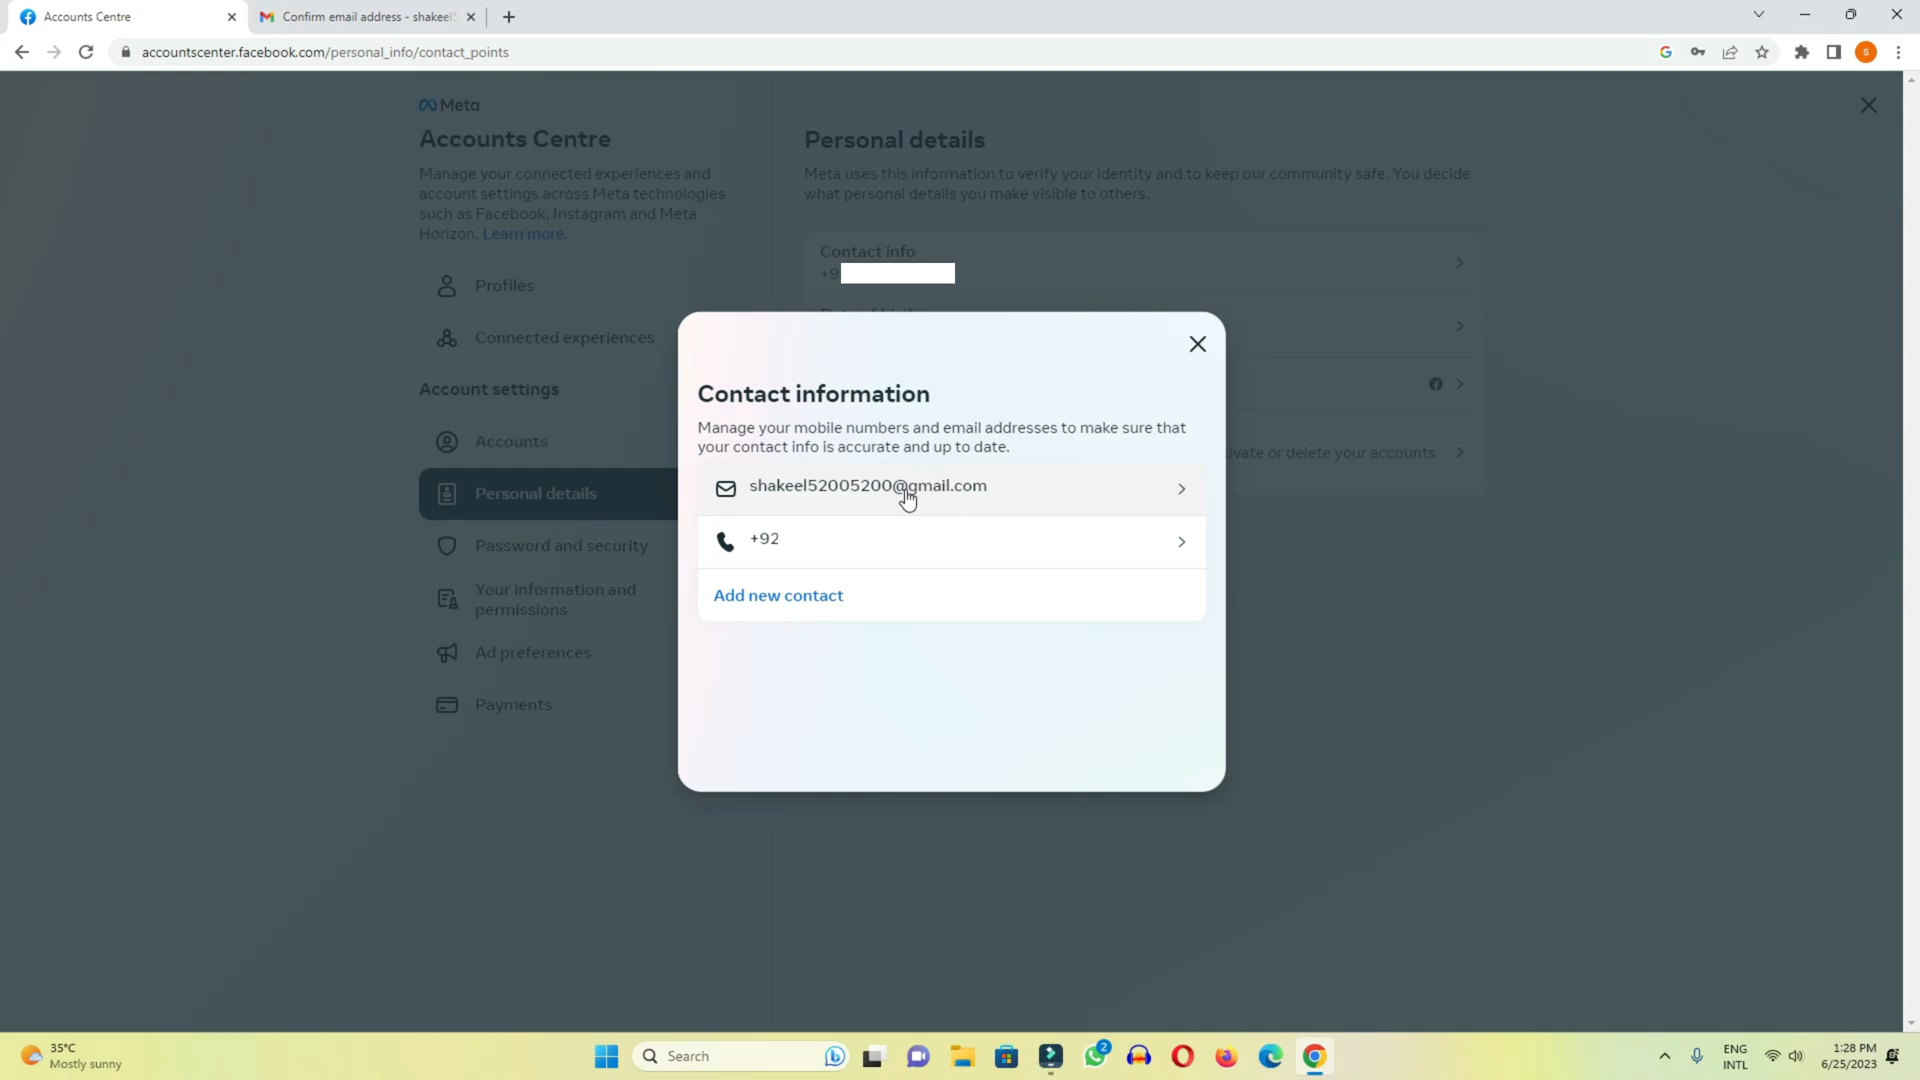 Accounts Centre
Confirm email address - shakeel5
accountscenter.facebook.com/personal_info/contact_points
S
Meta
Accounts Centre
Manage your connected experiences and
account settings across Meta technologies
such as Facebook, Instagram and Meta
Horizon. Learn more.
Profiles
Connected experiences
Account settings
Accounts
Personal details
Password and security
Your information and
permissions
Ad preferences
Payments
Personal details
Meta uses this information to verify your identity and to keep our community safe. You decide
what personal details you make visible to others.
Contact info
+9
ivate or delete your accounts
Contact information
Manage your mobile numbers and email addresses to make sure that
your contact info is accurate and up to date.
shakeel52005200@gmail.com
+92
Add new contact
35°C
Mostly sunny
Search
2
ENG
INTL
1:28 PM
6/25/2023